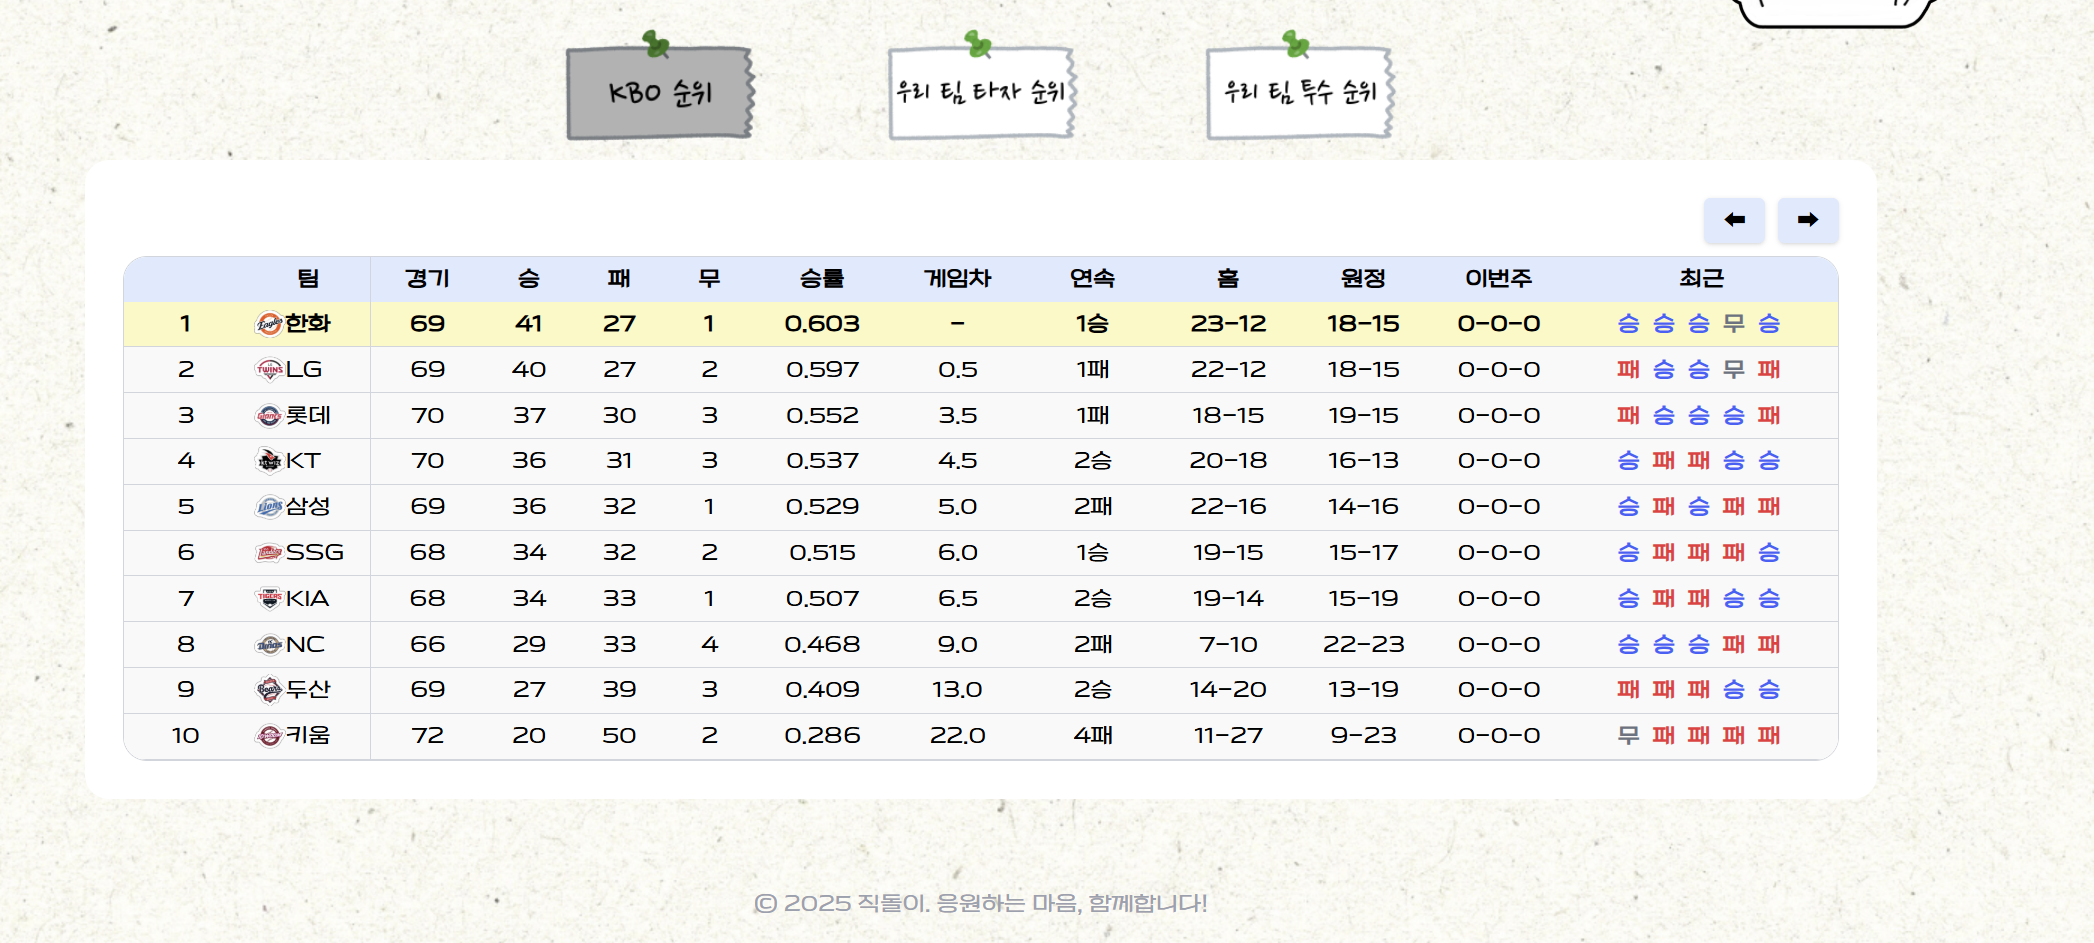 KBO 순위
우리 팀 타자 순위
우리 팀 투수 순위
팀 경기 승 패 무 승률 게임차 연속 홈 원정 이번주 최근
1 Eagles 한화 69 41 27 1 0.603 - 1승 23-12 18-15 0-0-0 승 승 승 무 승
2 TWINS LG 69 40 27 2 0.597 0.5 1패 22-12 18-15 0-0-0 패 승 승 무 패
3 Giants 롯데 70 37 30 3 0.552 3.5 1패 18-15 19-15 0-0-0 패 승 승 승 패
4 KT 70 36 31 3 0.537 4.5 2승 20-18 16-13 0-0-0 승 패 패 승 승
5 Lions 삼성 69 36 32 1 0.529 5.0 2패 22-16 14-16 0-0-0 승 패 승 패 패
6 SSG 68 34 32 2 0.515 6.0 1승 19-15 15-17 0-0-0 승 패 패 패 승
7 TIGERS KIA 68 34 33 1 0.507 6.5 2승 19-14 15-19 0-0-0 승 패 패 승 승
8 NC 66 29 33 4 0.468 9.0 2패 7-10 22-23 0-0-0 승 승 승 패 패
9 Bears 두산 69 27 39 3 0.409 13.0 2승 14-20 13-19 0-0-0 패 패 패 승 승
10 키움 72 20 50 2 0.286 22.0 4패 11-27 9-23 0-0-0 무 패 패 패 패
© 2025 직돌이. 응원하는 마음, 함께합니다!